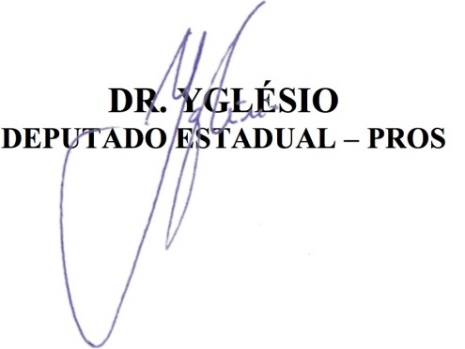 DR. YGLÉSIO
DEPUTADO ESTADUAL – PROS